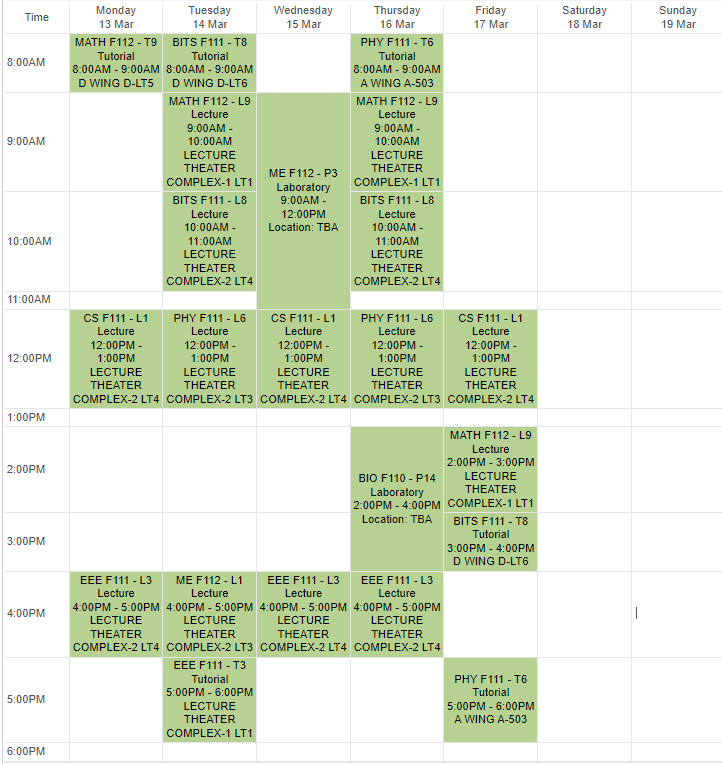 Time
Monday
13 Mar
Tuesday
14 Mar
Wednesday
15 Mar
Thursday
16 Mar
Friday
17 Mar
Saturday
18 Mar
Sunday
19 Mar
8:00AM
MATH F112 - T9
Tutorial
8:00AM - 9:00AM
D WING D-LT5
BITS F111 - T8
Tutorial
8:00AM - 9:00AM
D WING D-LT6
PHY F111 - T6
Tutorial
8:00AM - 9:00AM
A WING A-503
9:00AM
MATH F112 - L9
Lecture
9:00AM -
10:00AM
LECTURE
THEATER
COMPLEX-1 LT1
ME F112 - P3
Laboratory
9:00AM -
12:00PM
Location: TBA
MATH F112 - L9
Lecture
9:00AM -
10:00AM
LECTURE
THEATER
COMPLEX-1 LT1
10:00AM
BITS F111 - L8
Lecture
10:00AM -
11:00AM
LECTURE
THEATER
COMPLEX-2 LT4
BITS F111 - L8
Lecture
10:00AM -
11:00AM
LECTURE
THEATER
COMPLEX-2 LT4
11:00AM
12:00PM
CS F111 - L1
Lecture
12:00PM -
1:00PM
LECTURE
THEATER
COMPLEX-2 LT4
PHY F111 - L6
Lecture
12:00PM -
1:00PM
LECTURE
THEATER
COMPLEX-2 LT3
CS F111 - L1
Lecture
12:00PM -
1:00PM
LECTURE
THEATER
COMPLEX-2 LT4
PHY F111 - L6
Lecture
12:00PM -
1:00PM
LECTURE
THEATER
COMPLEX-2 LT3
CS F111 - L1
Lecture
12:00PM -
1:00PM
LECTURE
THEATER
COMPLEX-2 LT4
1:00PM
2:00PM
BIO F110 - P14
Laboratory
2:00PM - 4:00PM
Location: TBA
MATH F112 - L9
Lecture
2:00PM - 3:00PM
LECTURE
THEATER
COMPLEX-1 LT1
3:00PM
BITS F111 - T8
Tutorial
3:00PM - 4:00PM
D WING D-LT6
4:00PM
EEE F111 - L3
Lecture
4:00PM - 5:00PM
LECTURE
THEATER
COMPLEX-2 LT4
ME F112 - L1
Lecture
4:00PM - 5:00PM
LECTURE
THEATER
COMPLEX-2 LT3
EEE F111 - L3
Lecture
4:00PM - 5:00PM
LECTURE
THEATER
COMPLEX-2 LT4
EEE F111 - L3
Lecture
4:00PM - 5:00PM
LECTURE
THEATER
COMPLEX-2 LT4
5:00PM
EEE F111 - T3
Tutorial
5:00PM - 6:00PM
LECTURE
THEATER
COMPLEX-1 LT1
PHY F111 - T6
Tutorial
5:00PM - 6:00PM
A WING A-503
6:00PM